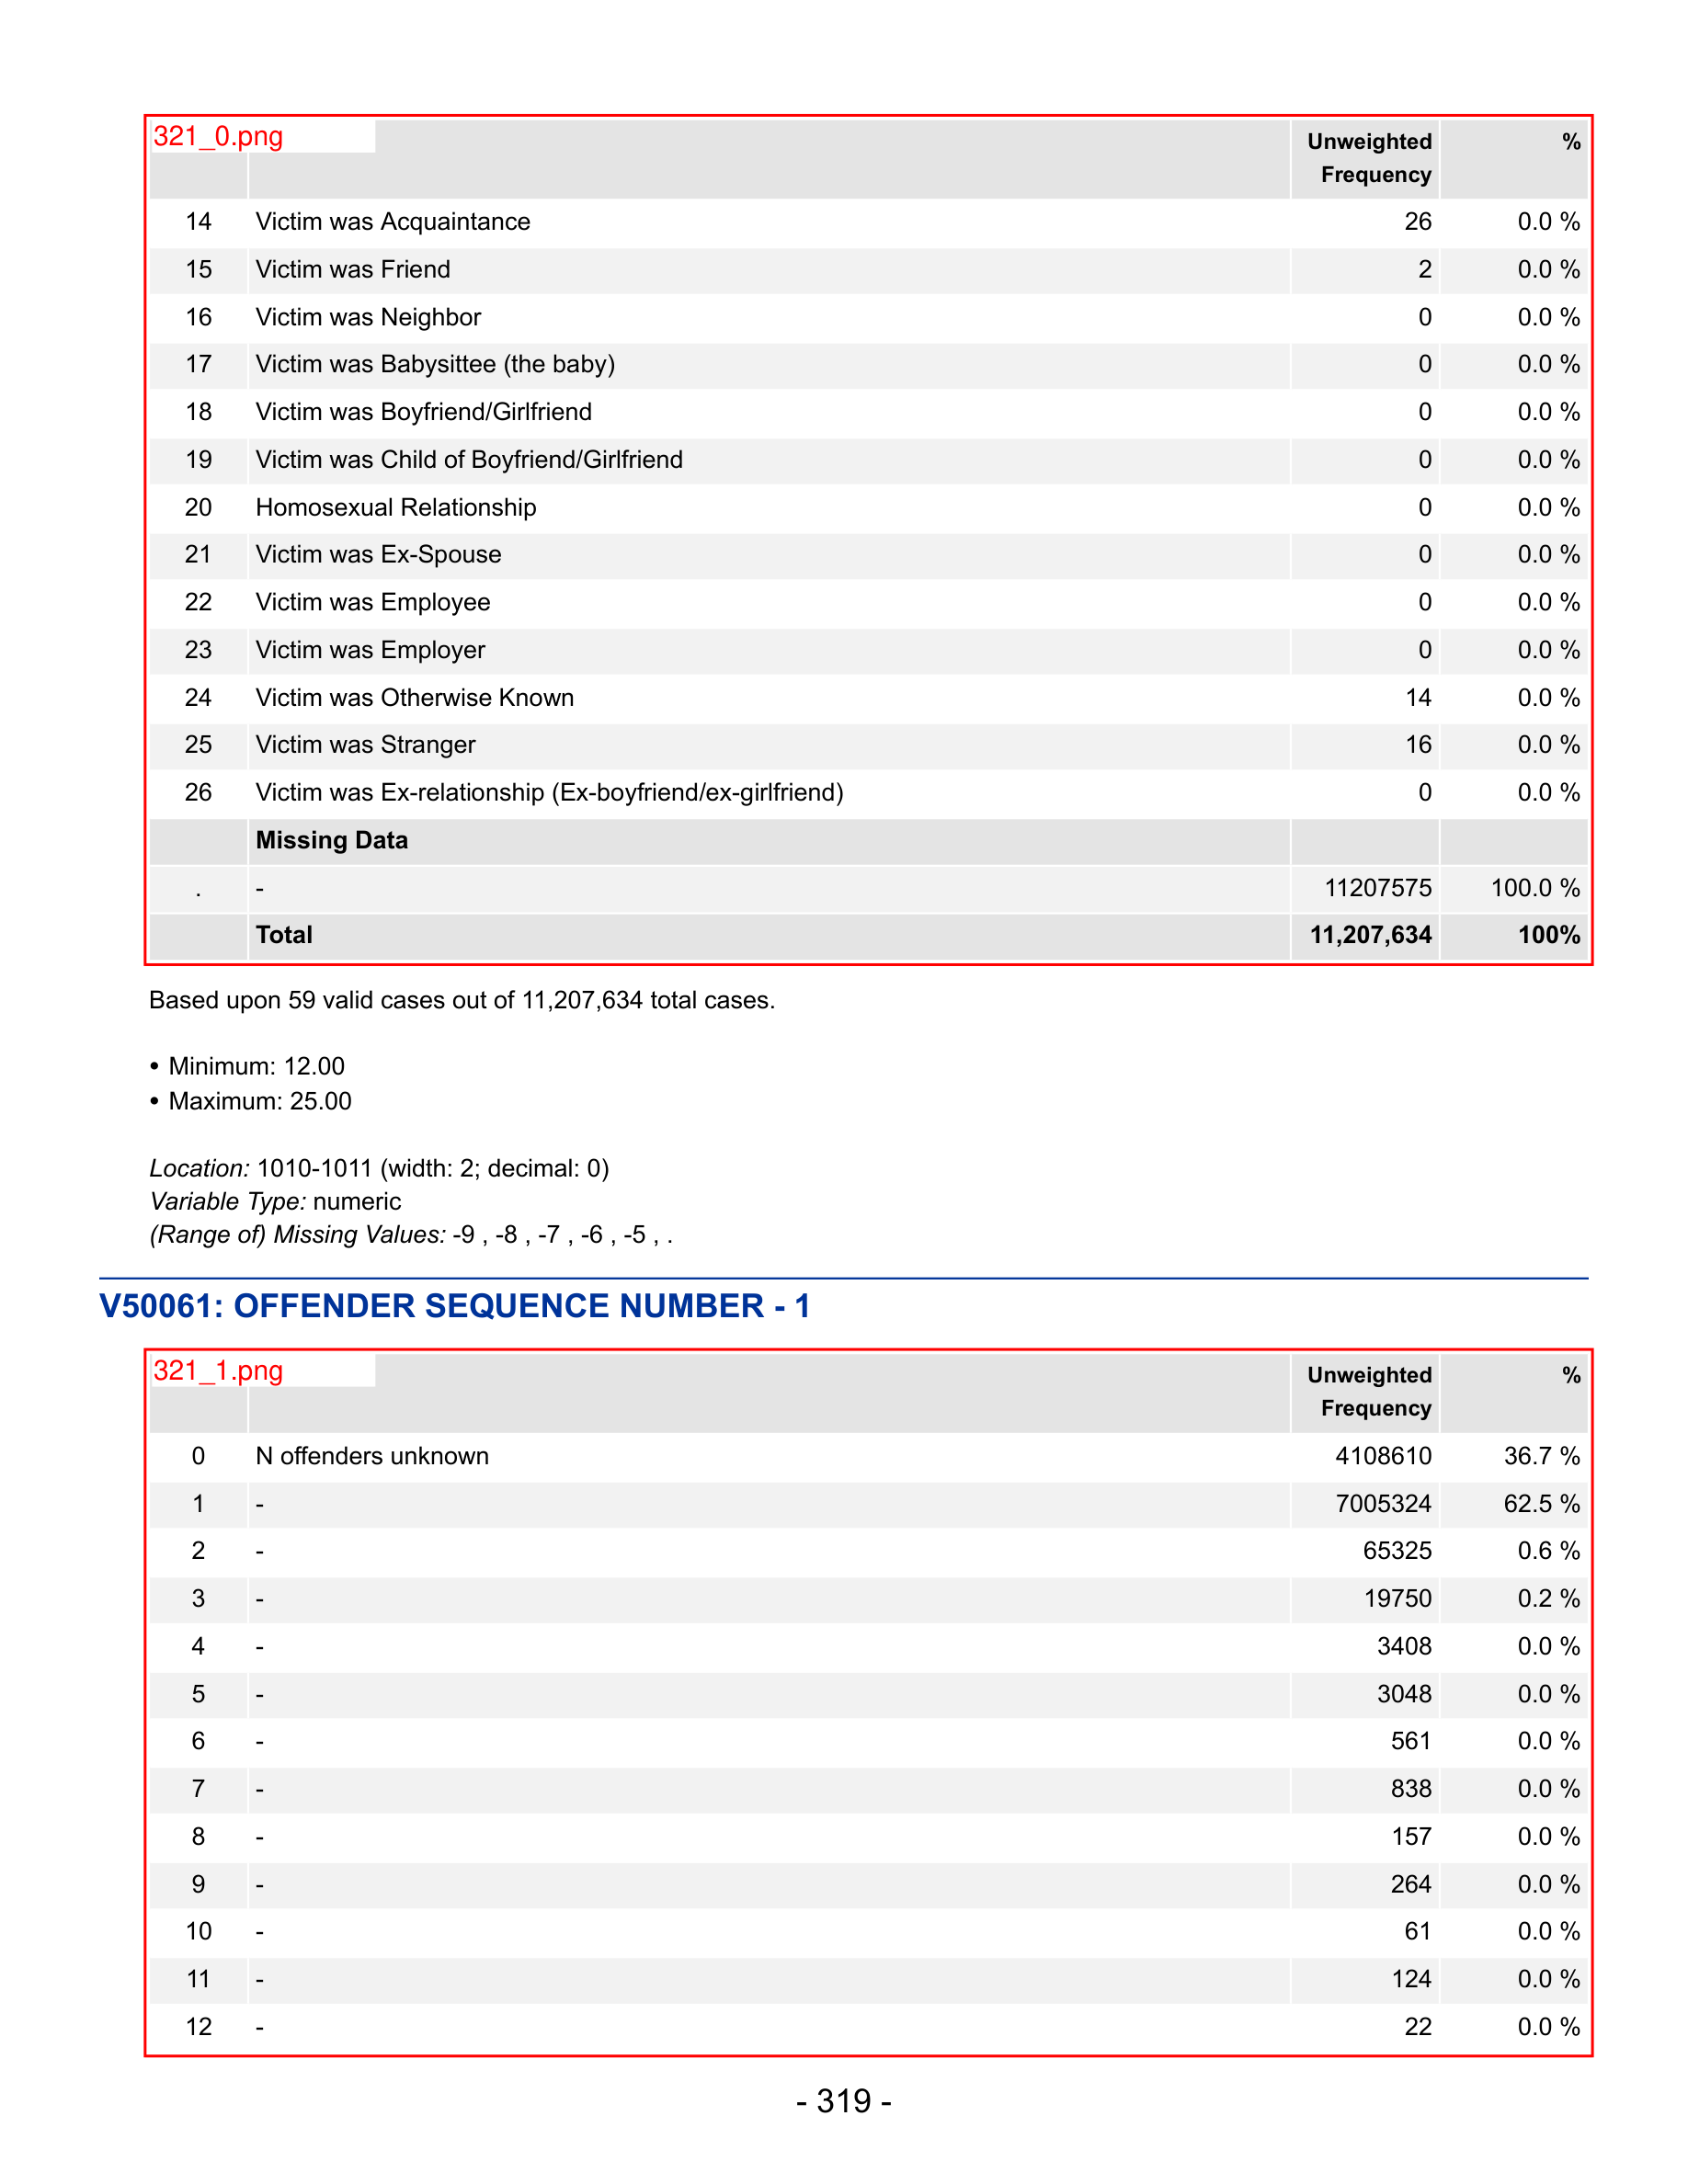 321_0.png
Unweighted Frequency %
14 Victim was Acquaintance 26 0.0 %
15 Victim was Friend 2 0.0 %
16 Victim was Neighbor 0 0.0 %
17 Victim was Babysittee (the baby) 0 0.0 %
18 Victim was Boyfriend/Girlfriend 0 0.0 %
19 Victim was Child of Boyfriend/Girlfriend 0 0.0 %
20 Homosexual Relationship 0 0.0 %
21 Victim was Ex-Spouse 0 0.0 %
22 Victim was Employee 0 0.0 %
23 Victim was Employer 0 0.0 %
24 Victim was Otherwise Known 14 0.0 %
25 Victim was Stranger 16 0.0 %
26 Victim was Ex-relationship (Ex-boyfriend/ex-girlfriend) 0 0.0 %
Missing Data
. - 11207575 100.0 %
Total 11,207,634 100%
Based upon 59 valid cases out of 11,207,634 total cases.
• Minimum: 12.00
• Maximum: 25.00
Location: 1010-1011 (width: 2; decimal: 0)
Variable Type: numeric
(Range of) Missing Values: -9 , -8 , -7 , -6 , -5 , .
V50061: OFFENDER SEQUENCE NUMBER - 1
321_1.png
Unweighted Frequency %
0 N offenders unknown 4108610 36.7 %
1 - 7005324 62.5 %
2 - 65325 0.6 %
3 - 19750 0.2 %
4 - 3408 0.0 %
5 - 3048 0.0 %
6 - 561 0.0 %
7 - 838 0.0 %
8 - 157 0.0 %
9 - 264 0.0 %
10 - 61 0.0 %
11 - 124 0.0 %
12 - 22 0.0 %
- 319 -